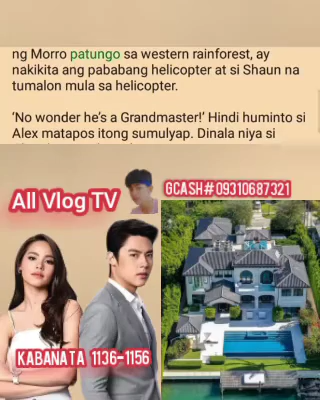 ng Morro patungo sa western rainforest, ay
nakikita ang pababang helicopter at si Shaun na
tumalon mula sa helicopter.
‘No wonder he's a Grandmaster!’ Hindi huminto si
Alex matapos itong sumulyap. Dinala niya si
All Vlog TV
GCASH# 09310687321
KABANATA 1136-1156